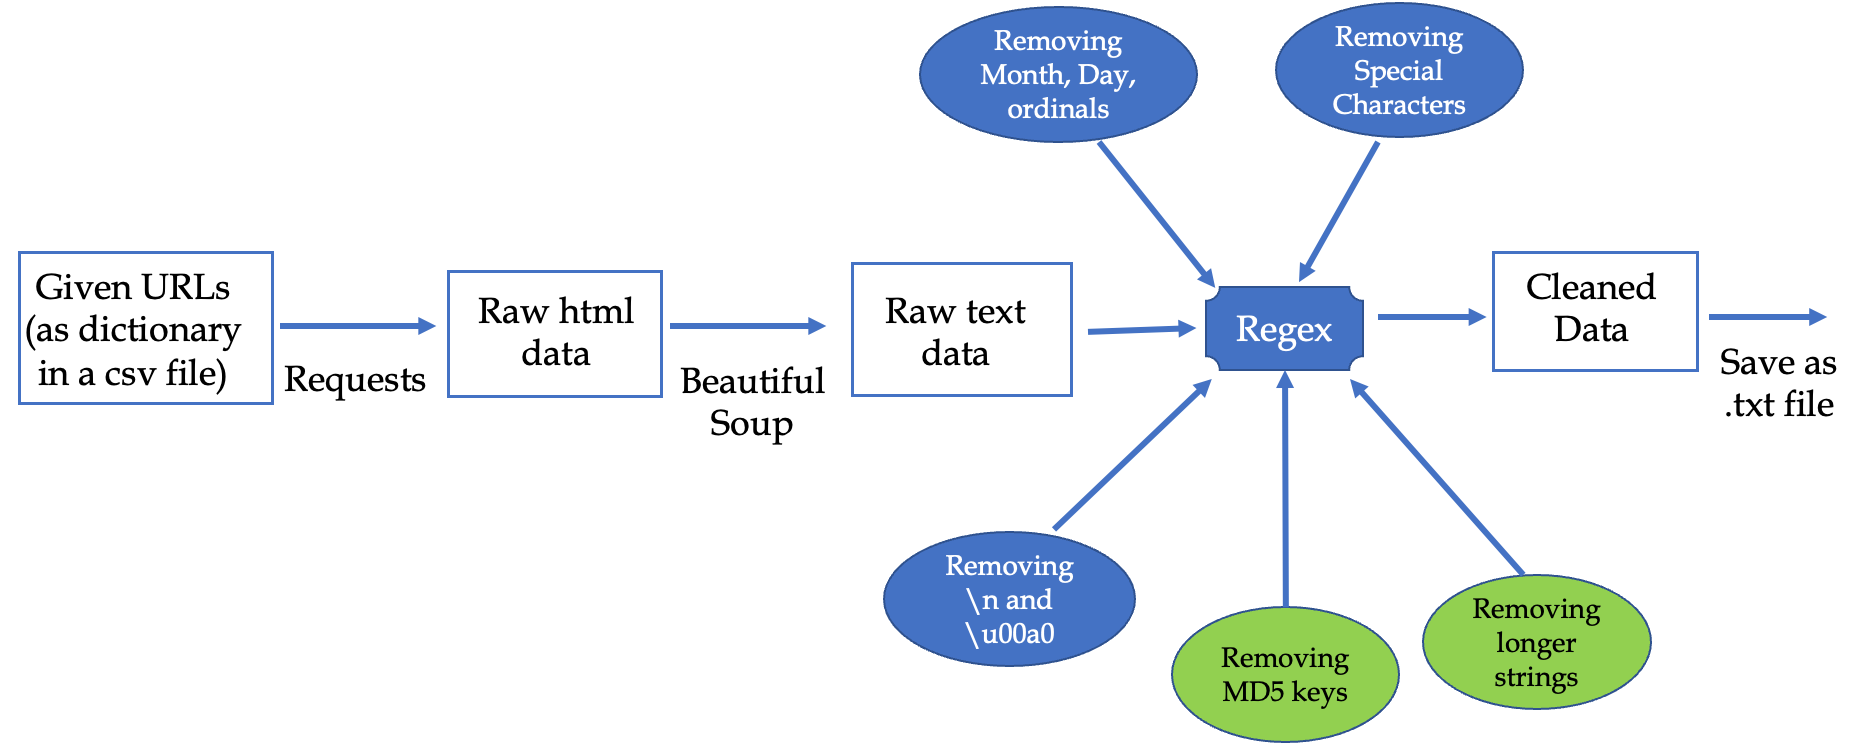 Removing
Month, Day,
ordinals
Removing
Special
Characters
Given URLs
(as dictionary
in a csv file)
Requests
Raw html
data
Beautiful
Soup
Raw text
data
Regex
Cleaned
Data
Save as
.txt file
Removing
\n and
\u00a0
Removing
MD5 keys
Removing
longer
strings